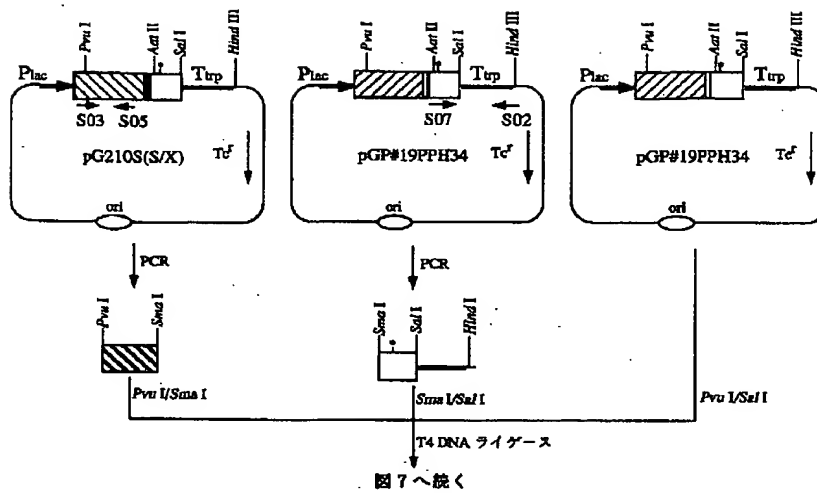 Pvu I Aat II Sal I Hind III
Pvu I Aat II Sal I Hind III
Pvu I Aat II Sal I Hind III
Plac Ttrp
Plac Ttrp
Plac Ttrp
S03 S05
S07 S02
pG210S(S/X) Tcr
pGP#19PPH34 Tcr
pGP#19PPH34 Tcr
ori
ori
ori
PCR
PCR
Pvu I Sma I
Sma I Sal I Hind I
Pvu I/Sma I
Sma I/Sal I
Pvu I/Sal I
T4 DNA ライゲース
図 7 へ続く